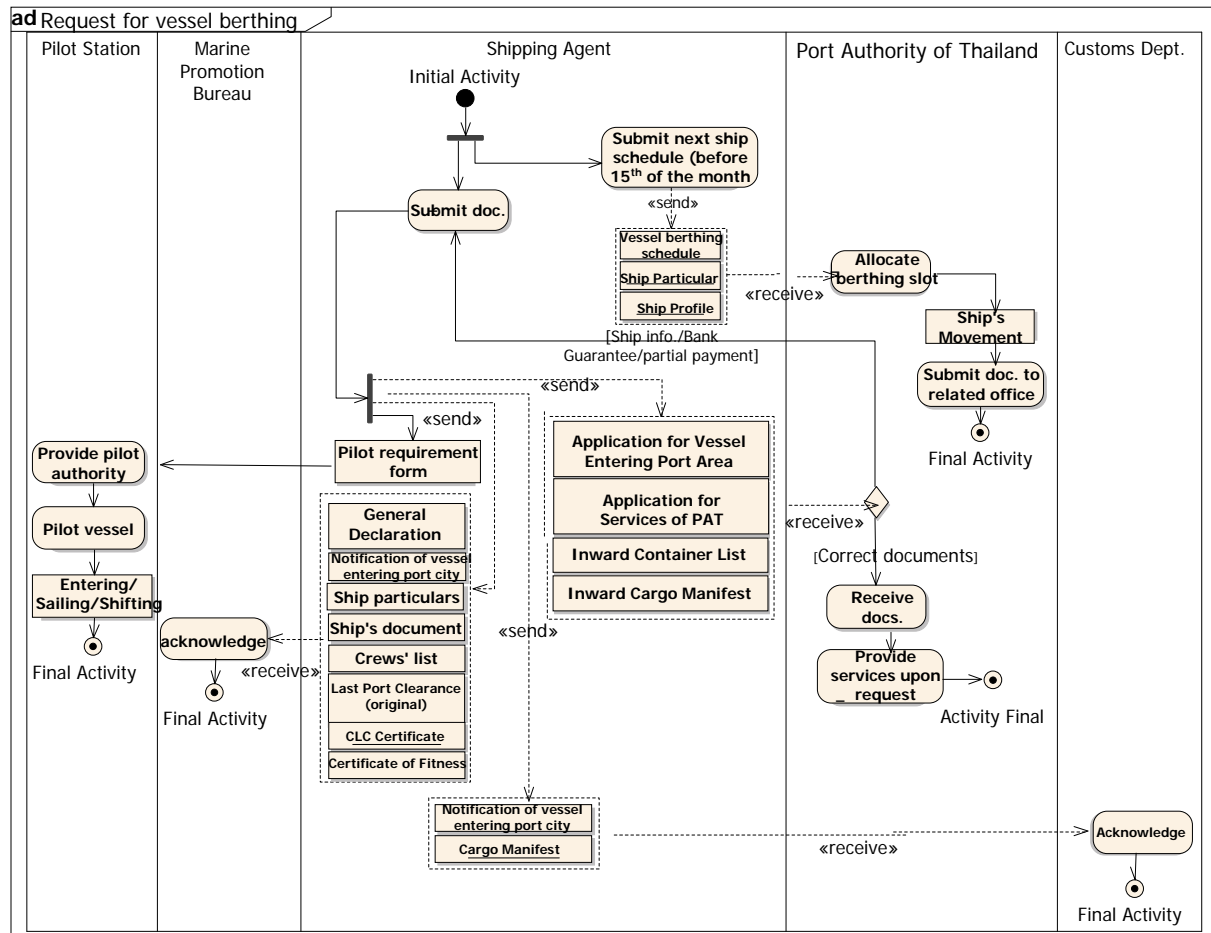 ad Request for vessel berthing
Pilot Station
Marine
Promotion
Bureau
Shipping Agent
Port Authority of Thailand
Customs Dept.
Initial Activity
Submit next ship
schedule (before
15th of the month
Submit doc.
«send»
Vessel berthing
schedule
Ship Particular
Ship Profile
«receive»
Allocate
berthing slot
Ship's
Movement
Submit doc. to
related office
Final Activity
[Ship info./Bank
Guarantee/partial payment]
«send»
«send»
Pilot requirement
form
Provide pilot
authority
Pilot vessel
Entering/
Sailing/Shifting
Final Activity
Application for Vessel
Entering Port Area
Application for
Services of PAT
Inward Container List
Inward Cargo Manifest
«receive»
[Correct documents]
Receive
docs.
Provide
services upon
_ request
Activity Final
General
Declaration
Notification of vessel
entering port city
Ship particulars
Ship's document
Crews' list
Last Port Clearance
(original)
CLC Certificate
Certificate of Fitness
«send»
acknowledge
«receive»
Final Activity
Notification of vessel
entering port city
Cargo Manifest
«receive»
Acknowledge
Final Activity